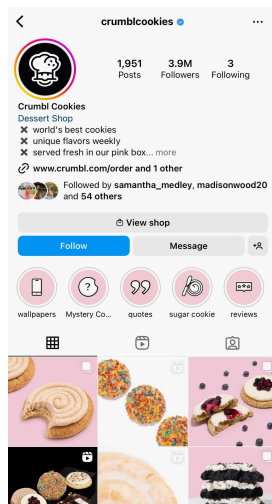 crumblcookies
1,951 3.9M 3
Posts Followers Following
Crumbl Cookies
Dessert Shop
✖ world's best cookies
✖ unique flavors weekly
✖ served fresh in our pink box... more
www.crumbl.com/order and 1 other
Followed by samantha_medley, madisonwood20
and 54 others
View shop
Follow Message
wallpapers Mystery Co... quotes sugar cookie reviews